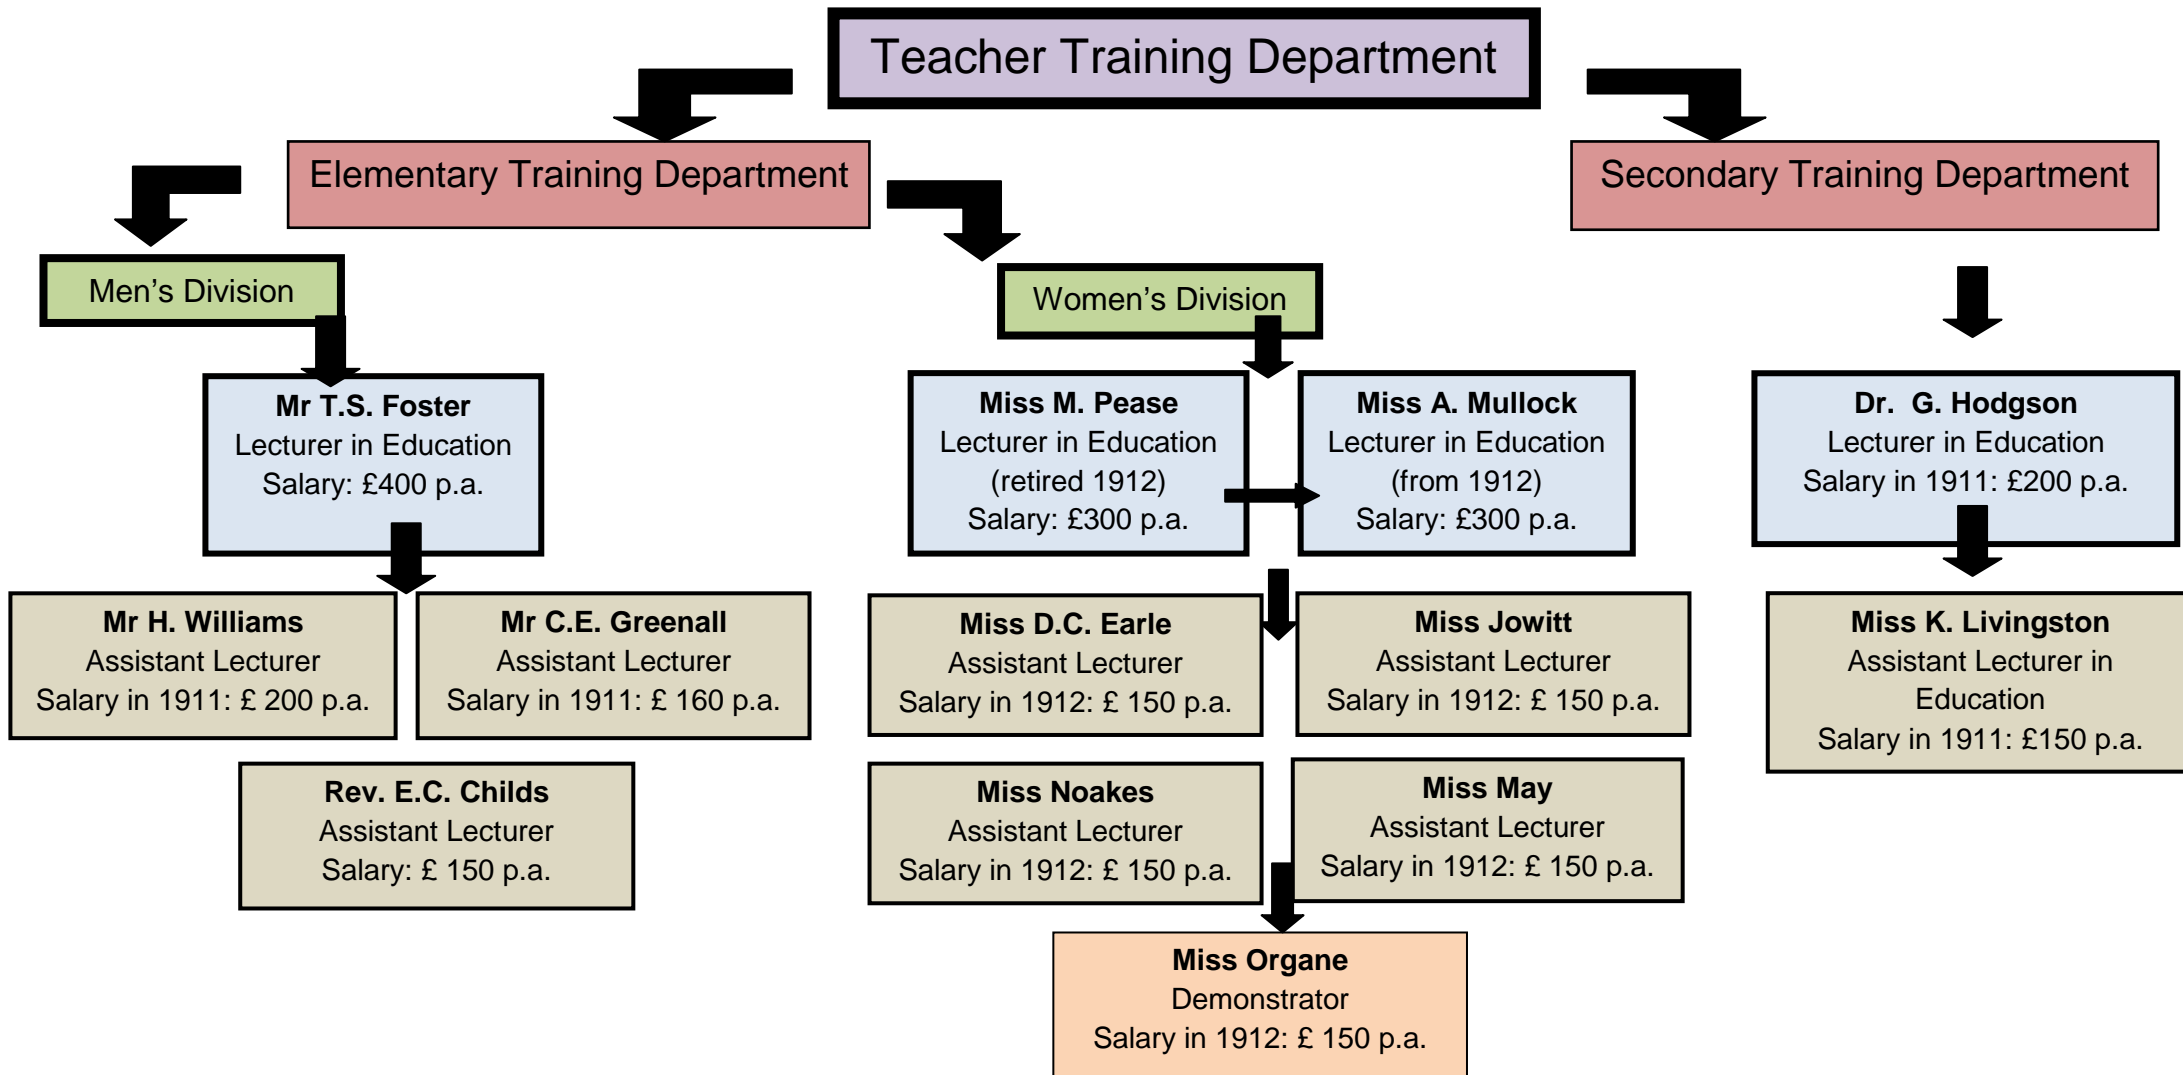 Teacher Training Department
Elementary Training Department
Secondary Training Department
Men's Division
Women's Division
Mr T.S. Foster
Lecturer in Education
Salary: £400 p.a.
Miss M. Pease
Lecturer in Education
(retired 1912)
Salary: £300 p.a.
Miss A. Mullock
Lecturer in Education
(from 1912)
Salary: £300 p.a.
Dr. G. Hodgson
Lecturer in Education
Salary in 1911: £200 p.a.
Mr H. Williams
Assistant Lecturer
Salary in 1911: £ 200 p.a.
Mr C.E. Greenall
Assistant Lecturer
Salary in 1911: £ 160 p.a.
Miss D.C. Earle
Assistant Lecturer
Salary in 1912: £ 150 p.a.
Miss Jowitt
Assistant Lecturer
Salary in 1912: £ 150 p.a.
Miss K. Livingston
Assistant Lecturer in
Education
Salary in 1911: £150 p.a.
Rev. E.C. Childs
Assistant Lecturer
Salary: £ 150 p.a.
Miss Noakes
Assistant Lecturer
Salary in 1912: £ 150 p.a.
Miss May
Assistant Lecturer
Salary in 1912: £ 150 p.a.
Miss Organe
Demonstrator
Salary in 1912: £ 150 p.a.